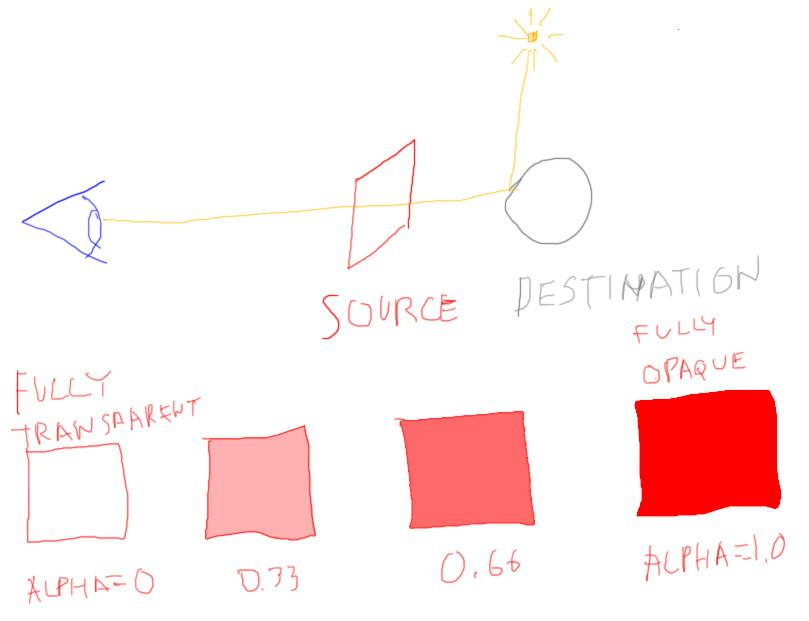 SOURCE
DESTINATION
FULLY
TRANSPARENT
FULLY
OPAQUE
ALPHA=0
0.33
0.66
ALPHA=1.0